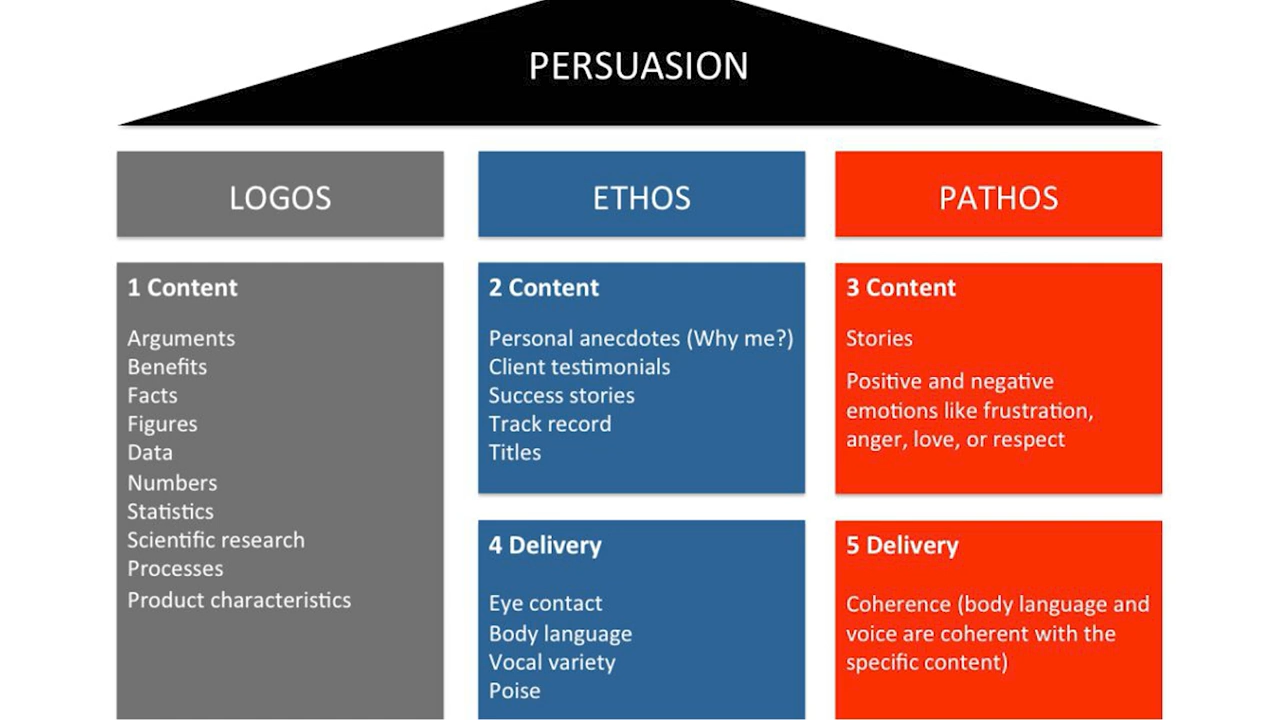 PERSUASION
LOGOS
ETHOS
PATHOS
1 Content
Arguments
Benefits
Facts
Figures
Data
Numbers
Statistics
Scientific research
Processes
Product characteristics
2 Content
Personal anecdotes (Why me?)
Client testimonials
Success stories
Track record
Titles
3 Content
Stories
Positive and negative
emotions like frustration,
anger, love, or respect
4 Delivery
Eye contact
Body language
Vocal variety
Poise
5 Delivery
Coherence (body language and
voice are coherent with the
specific content)